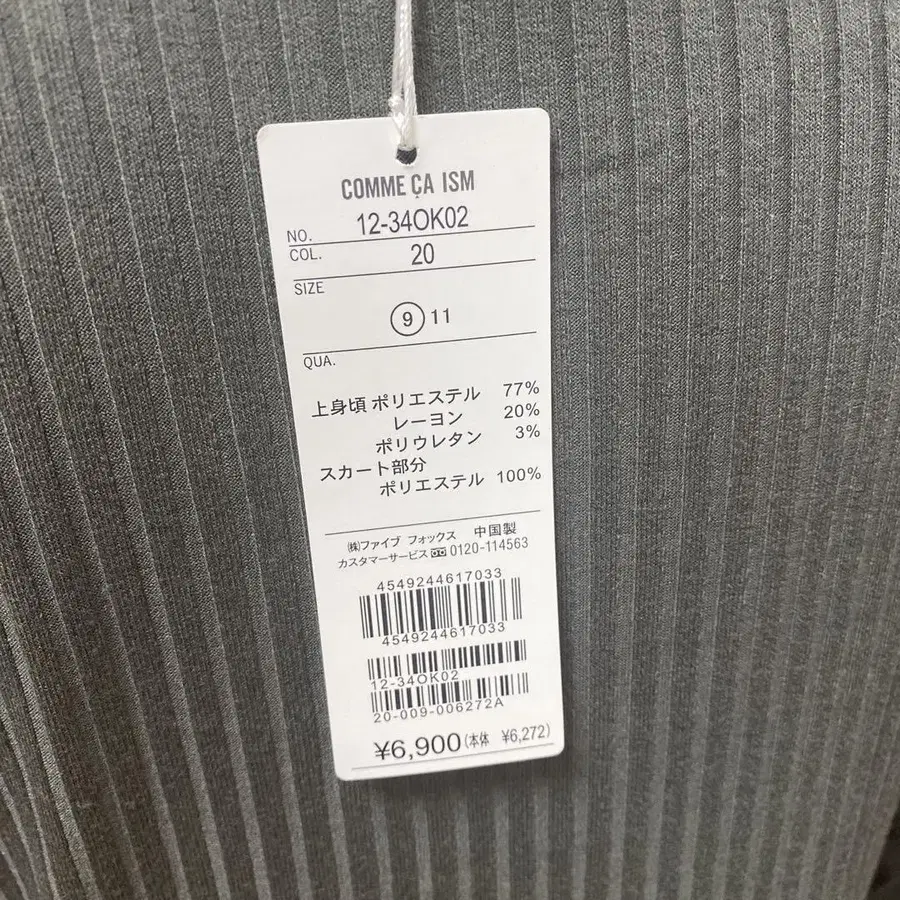 COMME ÇA ISM
NO. 12-34OK02
COL. 20
SIZE
9 11
QUA.
上身頃 ポリエステル 77%
レーヨン 20%
ポリウレタン 3%
スカート部分
ポリエステル 100%
㈱ファイブ フォックス 中国製
カスタマーサービス 0120-114563
4549244617033
4549244617033
12-34OK02
20-009-006272A
¥6,900(本体 ¥6,272)